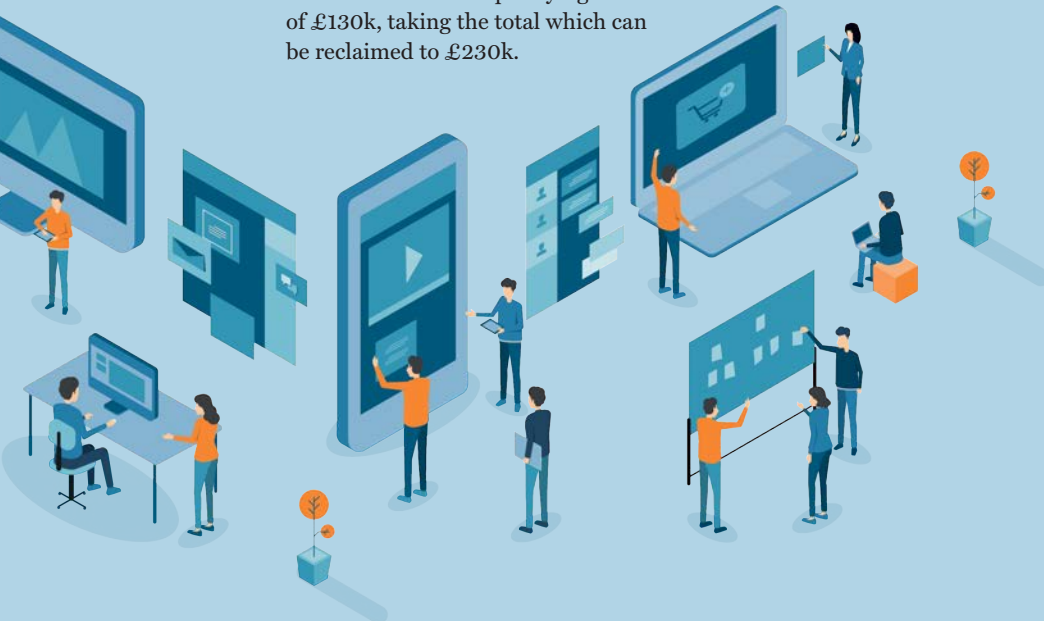 of £130k, taking the total which can
be reclaimed to £230k.